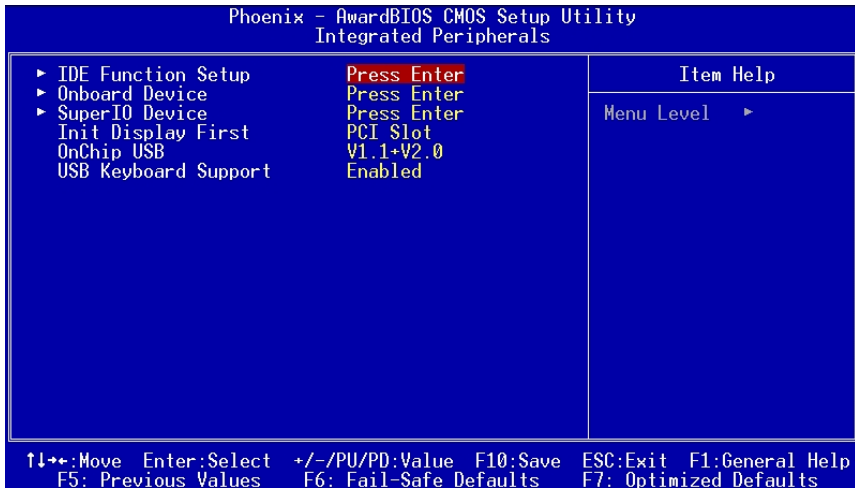 Phoenix - AwardBIOS CMOS Setup Utility
Integrated Peripherals
► IDE Function Setup Press Enter
► Onboard Device Press Enter
► SuperIO Device Press Enter
Init Display First PCI Slot
OnChip USB V1.1+V2.0
USB Keyboard Support Enabled
Item Help
Menu Level ►
↑↓→←:Move Enter:Select +/-/PU/PD:Value F10:Save ESC:Exit F1:General Help
F5: Previous Values F6: Fail-Safe Defaults F7: Optimized Defaults